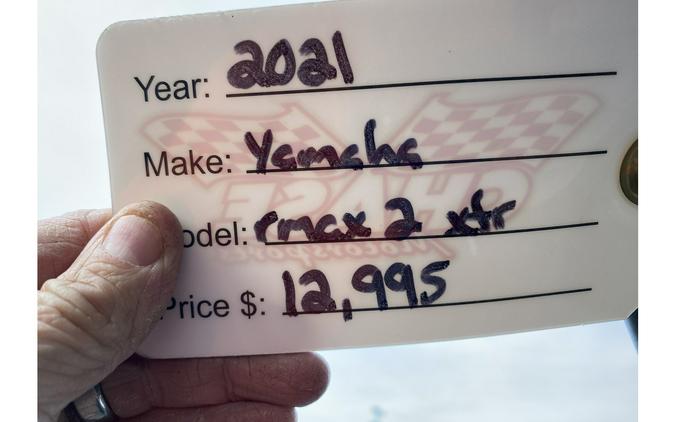 Year: 2021
Make: Yamaha
odel: rmax 2 xtr
Price $: 12,995